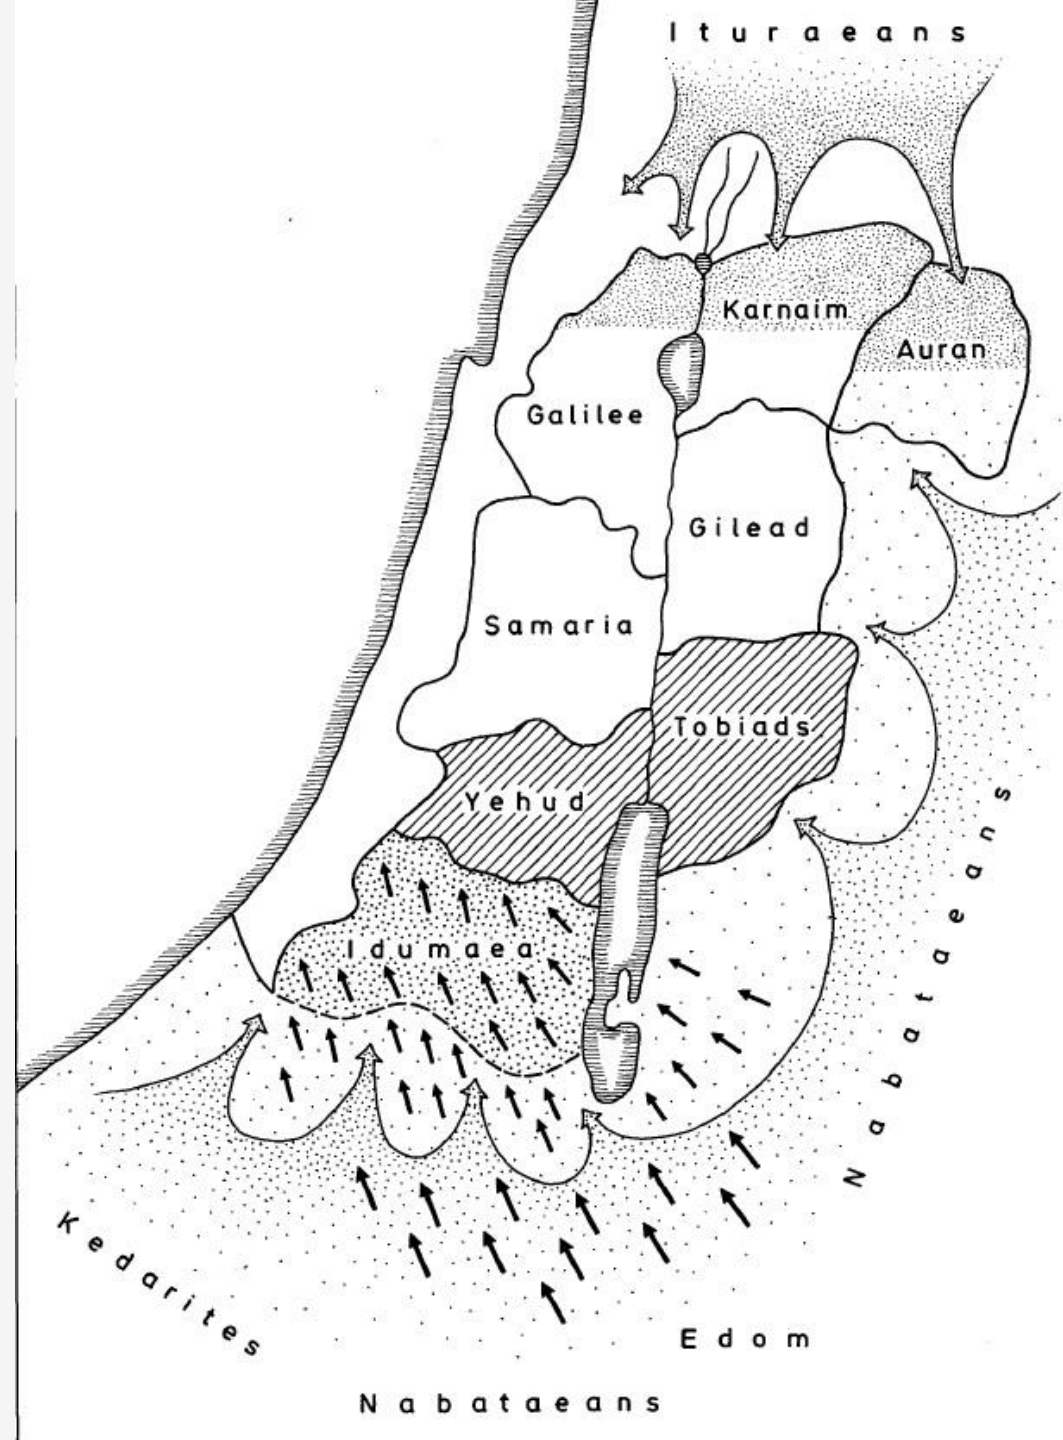 Ituraeans
Karnaim
Auran
Galilee
Gilead
Samaria
Tobiads
Yehud
Idumaea
Nabataeans
Kedarites
Edom
Nabataeans